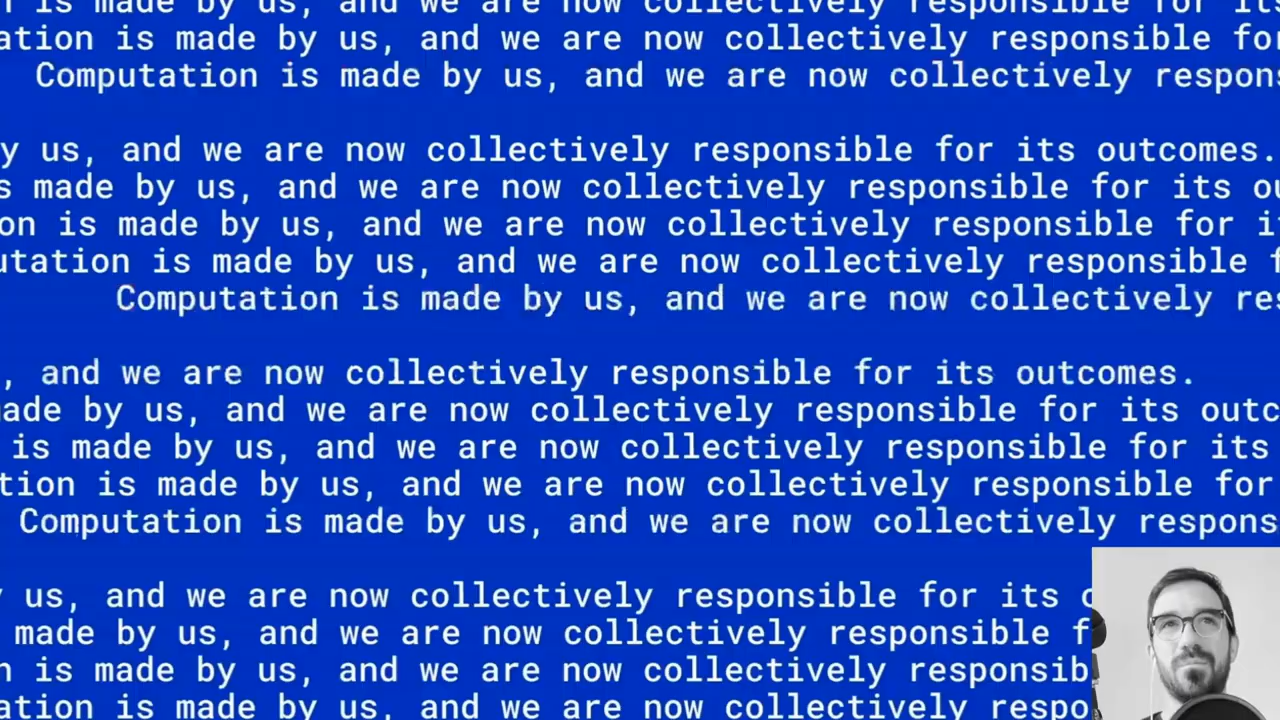 is made by us, and we are now collectively responsible for its
ation is made by us, and we are now collectively responsible fo
Computation is made by us, and we are now collectively respons
y us, and we are now collectively responsible for its outcomes.
s made by us, and we are now collectively responsible for its ou
on is made by us, and we are now collectively responsible for i
utation is made by us, and we are now collectively responsible f
Computation is made by us, and we are now collectively res
, and we are now collectively responsible for its outcomes.
made by us, and we are now collectively responsible for its outc
is made by us, and we are now collectively responsible for its
tion is made by us, and we are now collectively responsible for
Computation is made by us, and we are now collectively respons
y us, and we are now collectively responsible for its o
made by us, and we are now collectively responsible f
n is made by us, and we are now collectively responsib
ation is made by us, and we are now collectively respo